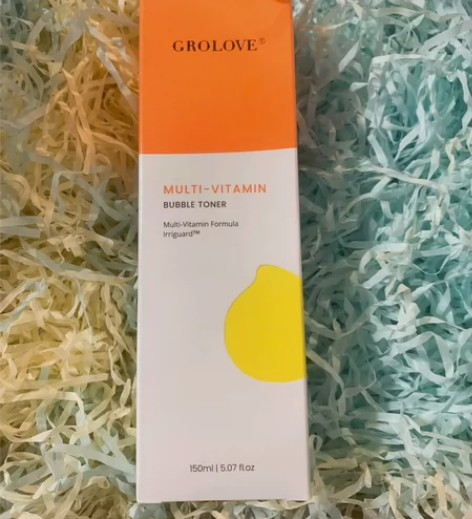 GROLOVE®
MULTI-VITAMIN
BUBBLE TONER
Multi-Vitamin Formula
Irriguard™
150ml | 5.07 fl.oz